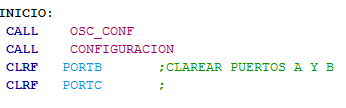 INICIO:
CALL OSC_CONF
CALL CONFIGURACION
CLRF PORTB ;CLAREAR PUERTOS A Y B
CLRF PORTC ;